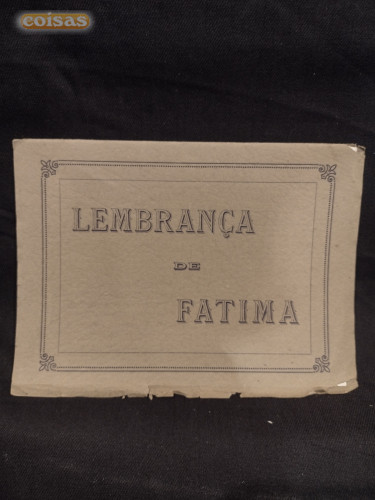 coisas
LEMBRANÇA
DE
FATIMA